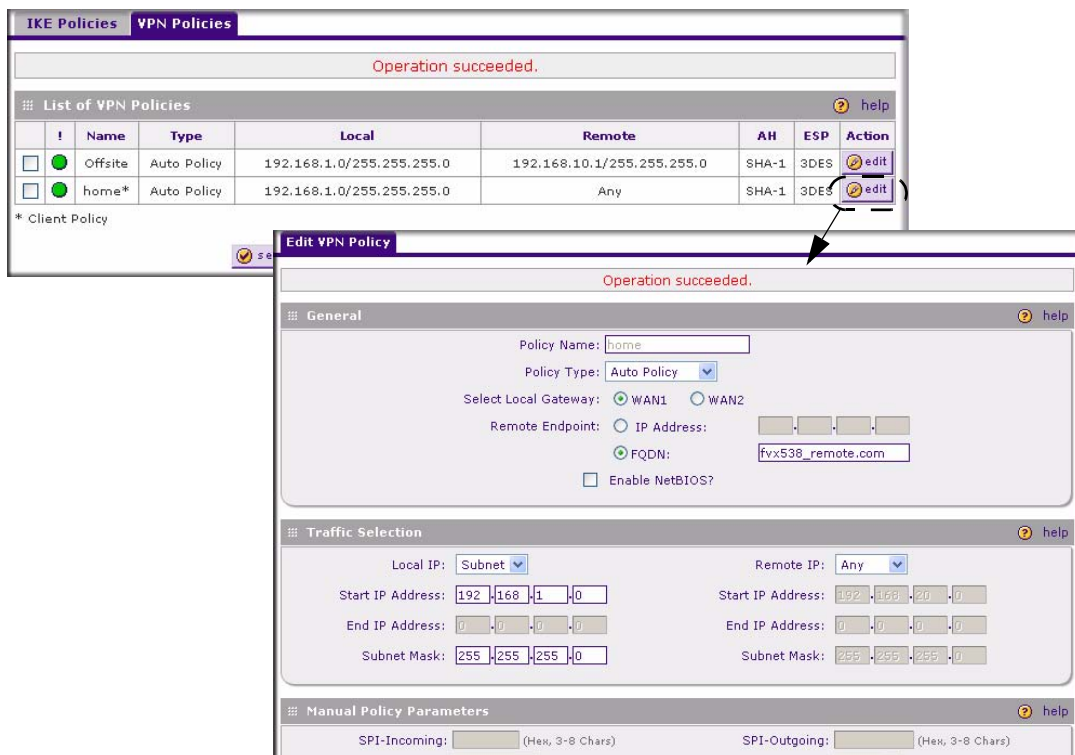 IKE Policies VPN Policies
Operation succeeded.
List of VPN Policies ? help
! Name Type Local Remote AH ESP Action
Offsite Auto Policy 192.168.1.0/255.255.255.0 192.168.10.1/255.255.255.0 SHA-1 3DES edit
home* Auto Policy 192.168.1.0/255.255.255.0 Any SHA-1 3DES edit
* Client Policy
se
Edit VPN Policy
Operation succeeded.
General ? help
Policy Name: home
Policy Type: Auto Policy
Select Local Gateway: WAN1 WAN2
Remote Endpoint: IP Address: . . .
FQDN: fvx538_remote.com
Enable NetBIOS?
Traffic Selection ? help
Local IP: Subnet Remote IP: Any
Start IP Address: 192 .168 .1 .0 Start IP Address: 192 .168 .20 .0
End IP Address: 0 .0 .0 .0 End IP Address: 0 .0 .0 .0
Subnet Mask: 255 .255 .255 .0 Subnet Mask: 255 .255 .255 .0
Manual Policy Parameters ? help
SPI-Incoming: (Hex, 3-8 Chars) SPI-Outgoing: (Hex, 3-8 Chars)